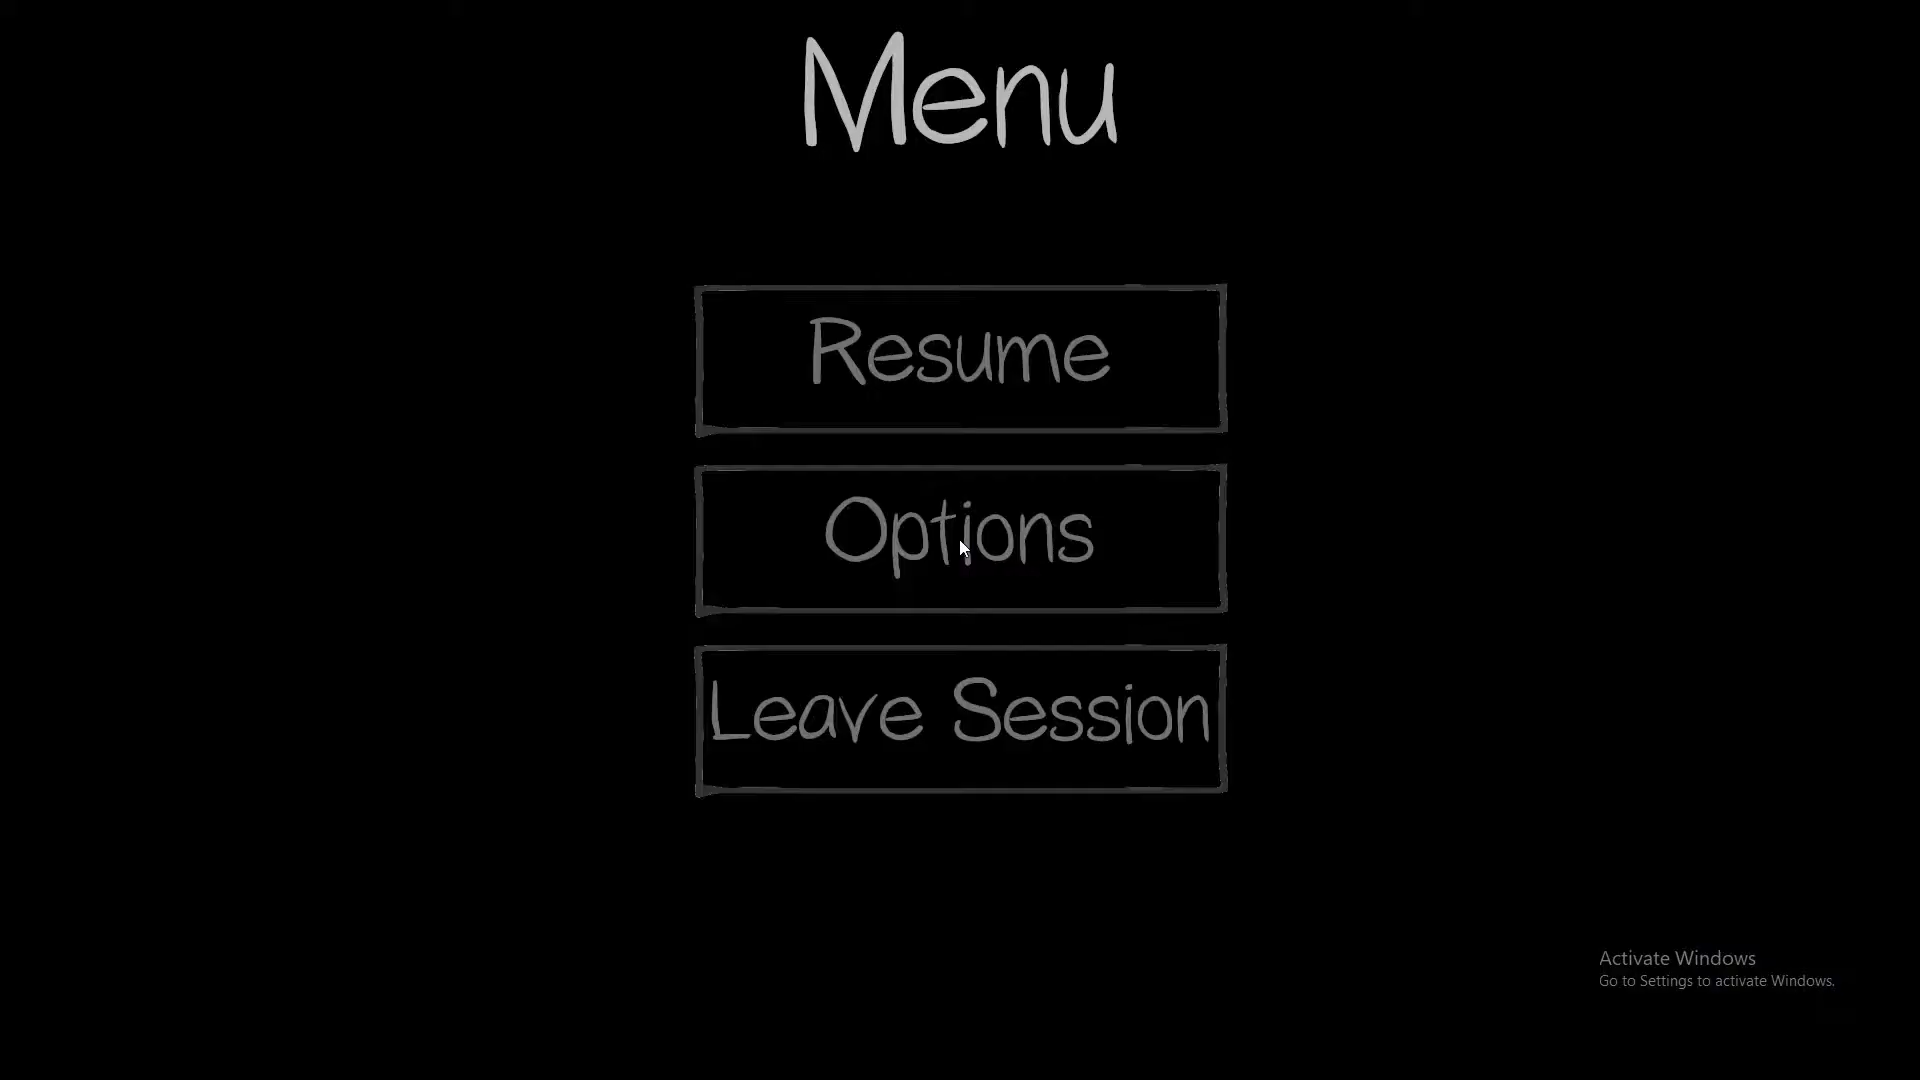 Menu
Resume
Options
Leave Session
Activate Windows
Go to Settings to activate Windows.